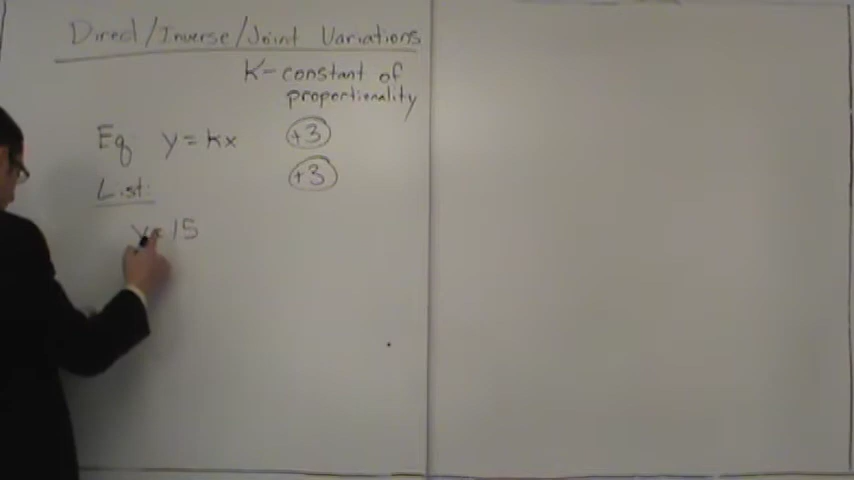 Direct/Inverse/Joint Variations
K-constant of
proportionality
Eq y = kx +3
List: +3
y= 15